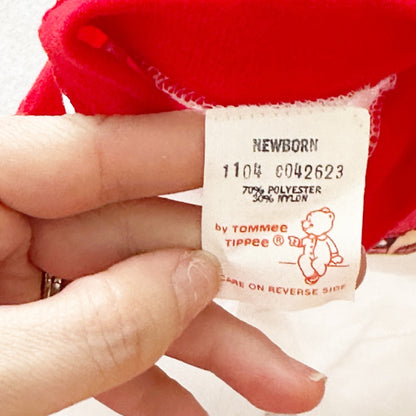 NEWBORN
1104 C042623
70% POLYESTER
30% NYLON
by TOMMEE
TIPPEE®
CARE ON REVERSE SIDE